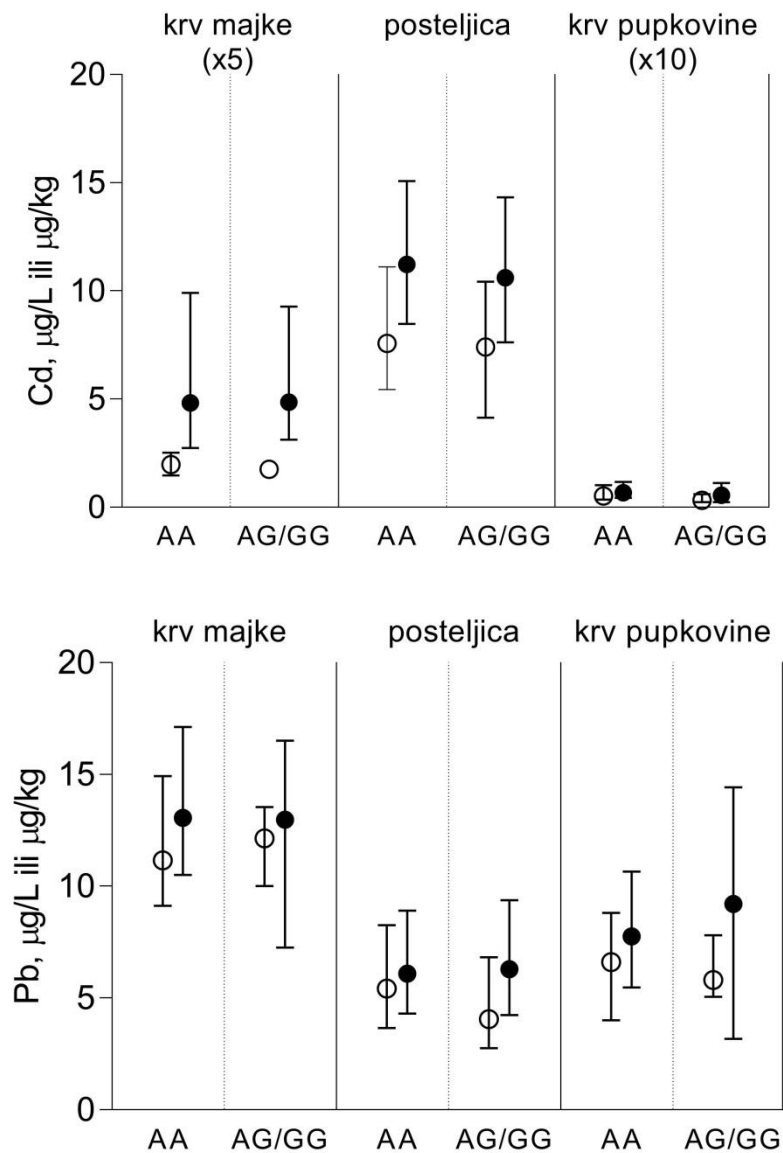 krv majke posteljica krv pupkovine
(x5) (x10)
20
15
10
5
0
Cd, µg/L ili µg/kg
AA AG/GG AA AG/GG AA AG/GG
krv majke posteljica krv pupkovine
20
15
10
5
0
Pb, µg/L ili µg/kg
AA AG/GG AA AG/GG AA AG/GG